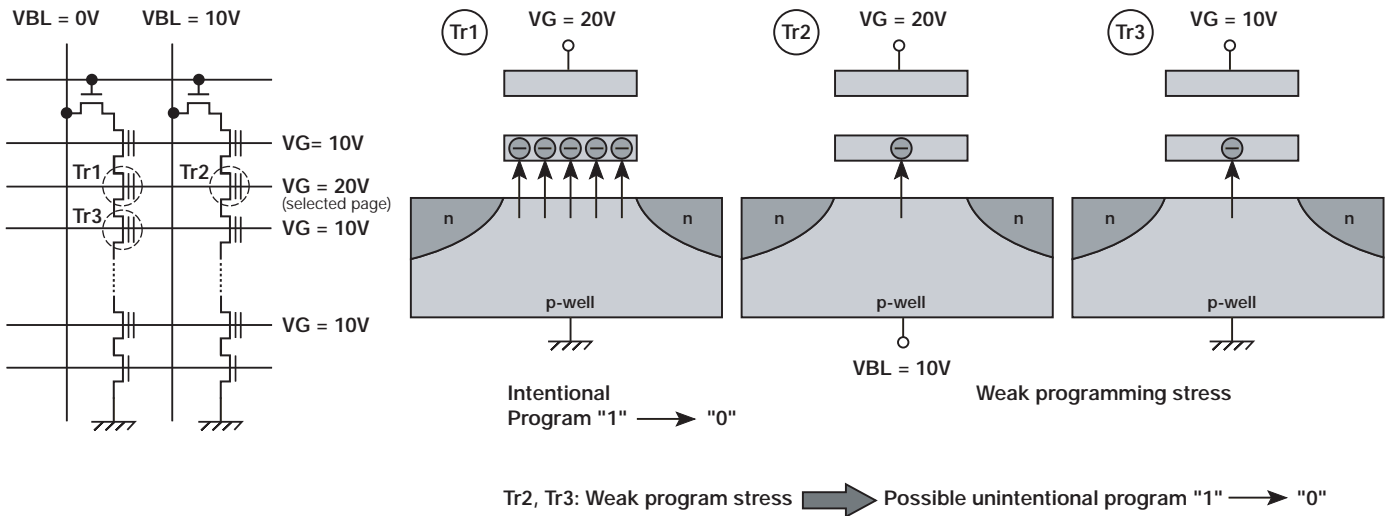 VBL = 0V
VBL = 10V
VG= 10V
Tr1
Tr2
VG = 20V
(selected page)
Tr3
VG = 10V
VG = 10V
Tr1
VG = 20V
n
n
p-well
Intentional
Program "1" "0"
Tr2
VG = 20V
n
n
p-well
VBL = 10V
Tr3
VG = 10V
n
n
p-well
Weak programming stress
Tr2, Tr3: Weak program stress Possible unintentional program "1" "0"